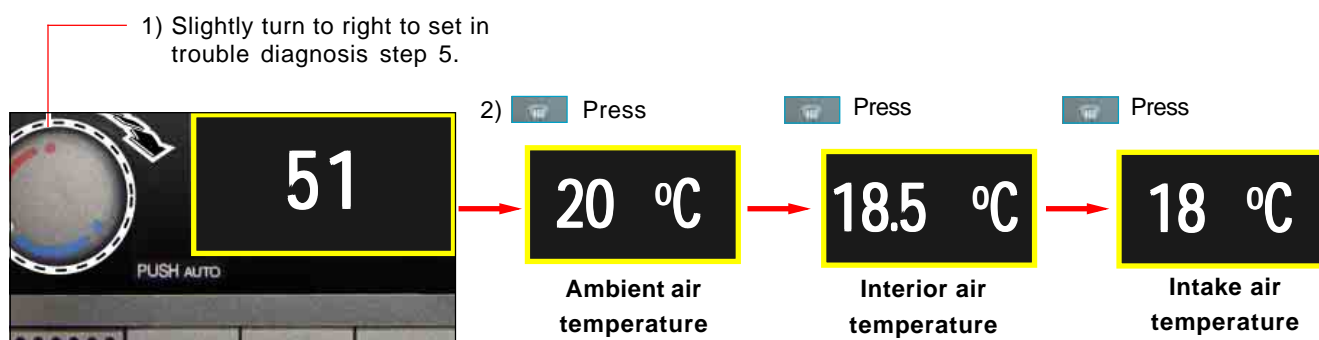 1) Slightly turn to right to set in
trouble diagnosis step 5.
51
PUSH AUTO
2) Press
20 ºC
Ambient air
temperature
Press
18.5 ºC
Interior air
temperature
Press
18 ºC
Intake air
temperature